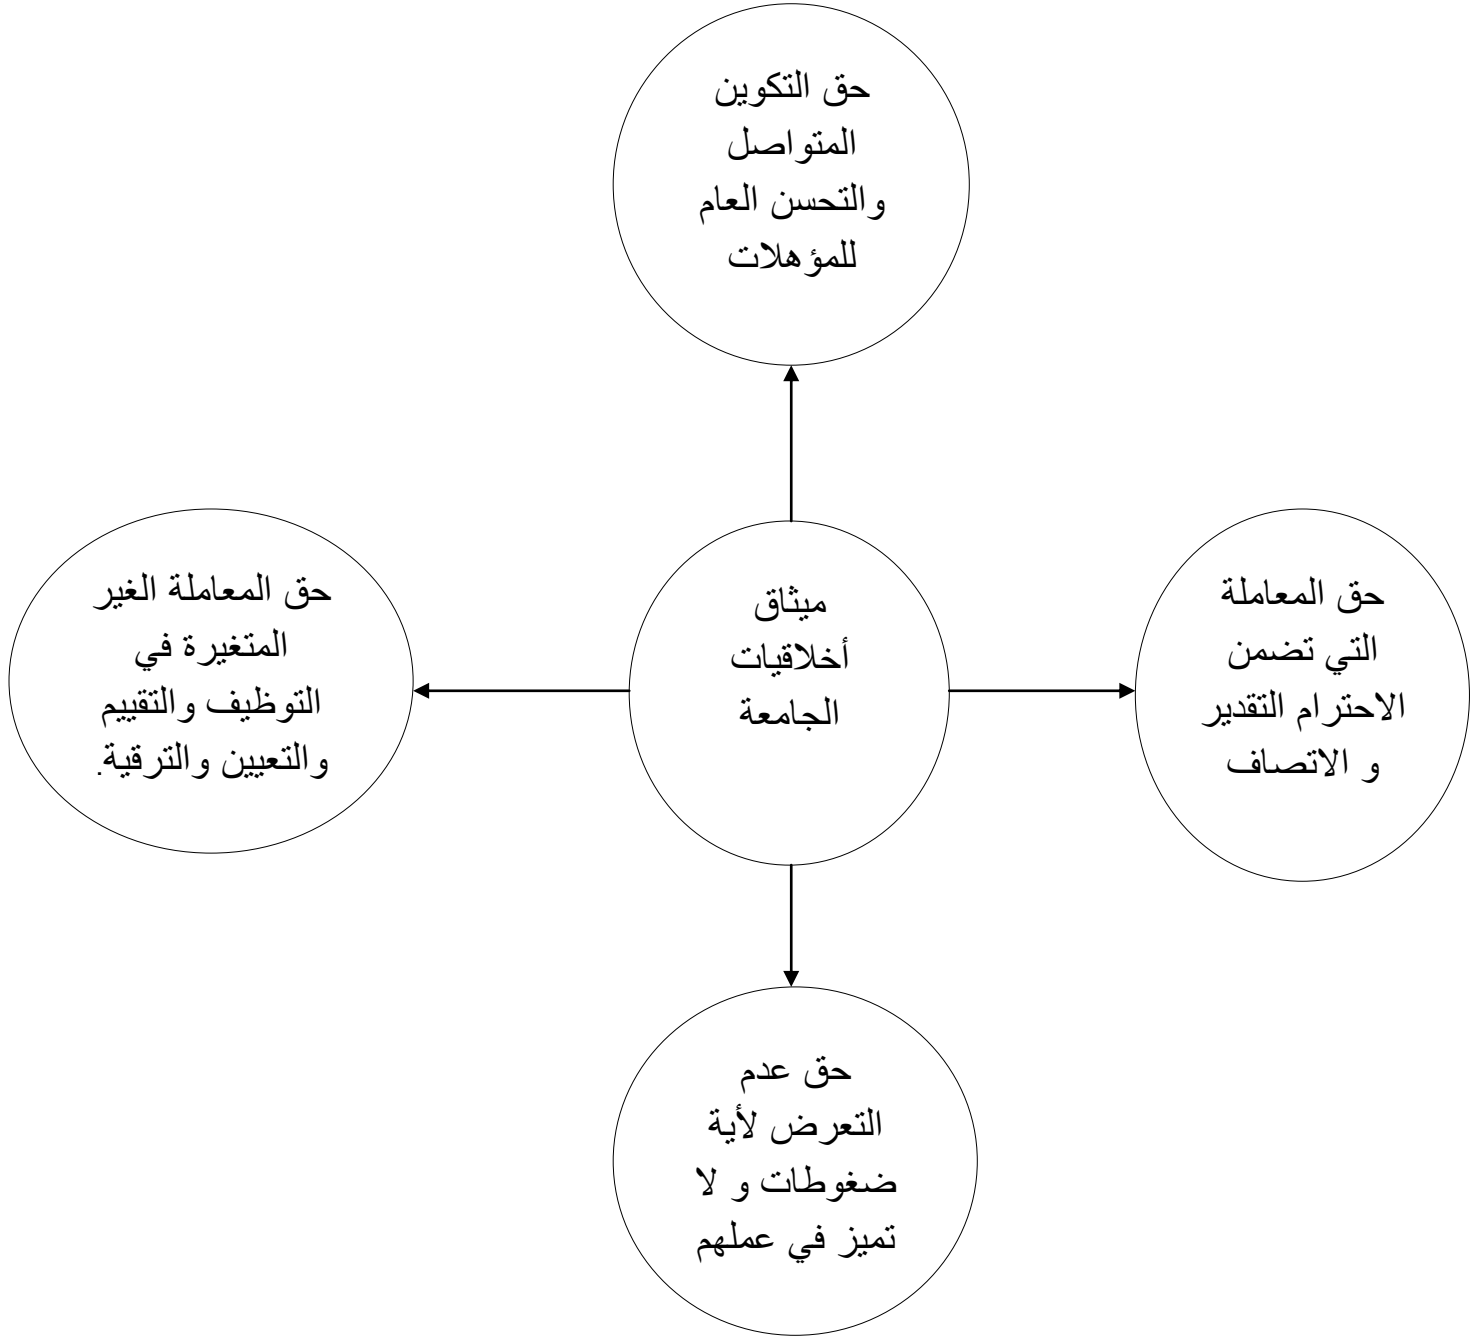 حق التكوين
المتواصل
والتحسن العام
للمؤهلات
حق المعاملة
التي تضمن
الاحترام التقدير
و الاتصاف
ميثاق
أخلاقيات
الجامعة
حق المعاملة الغير
المتغيرة في
التوظيف والتقييم
والتعيين والترقية.
حق عدم
التعرض لأية
ضغوطات و لا
تميز في عملهم